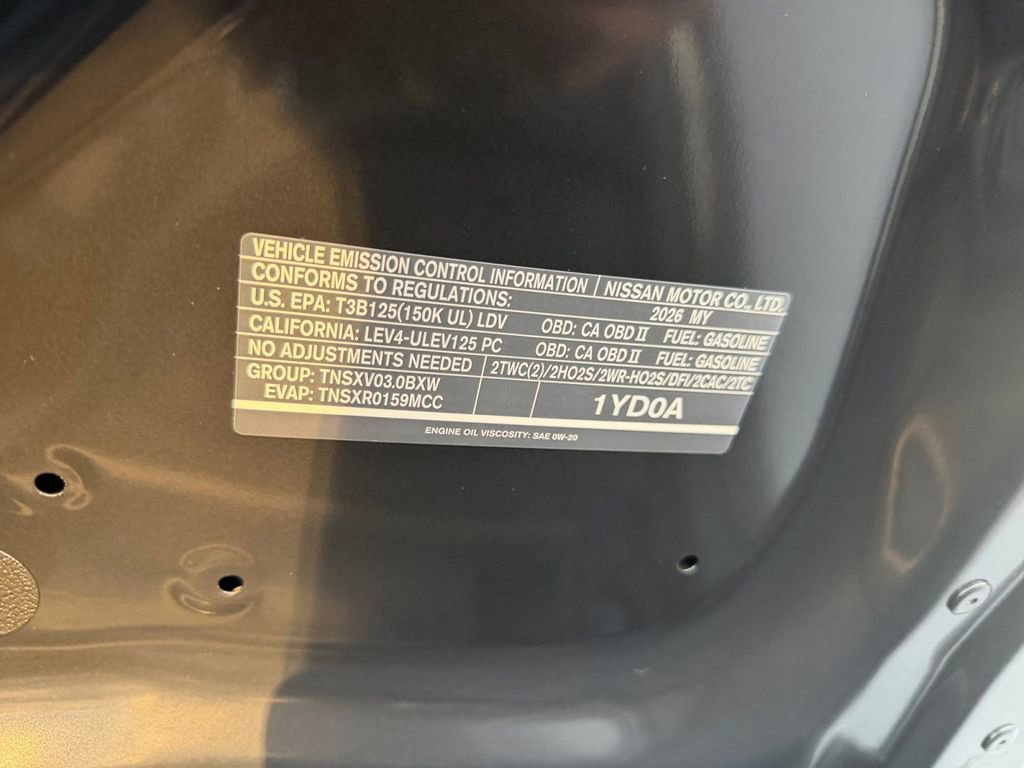 VEHICLE EMISSION CONTROL INFORMATION | NISSAN MOTOR CO., LTD.
CONFORMS TO REGULATIONS: 2026 MY
U.S. EPA: T3B125(150K UL) LDV OBD: CA OBD II FUEL: GASOLINE
CALIFORNIA: LEV4-ULEV125 PC OBD: CA OBD II FUEL: GASOLINE
NO ADJUSTMENTS NEEDED 2TWC(2)/2HO2S/2WR-HO2S/DFI/2CAC/2TC
GROUP: TNSXV03.0BXW
EVAP: TNSXR0159MCC 1YD0A
ENGINE OIL VISCOSITY: SAE 0W-20